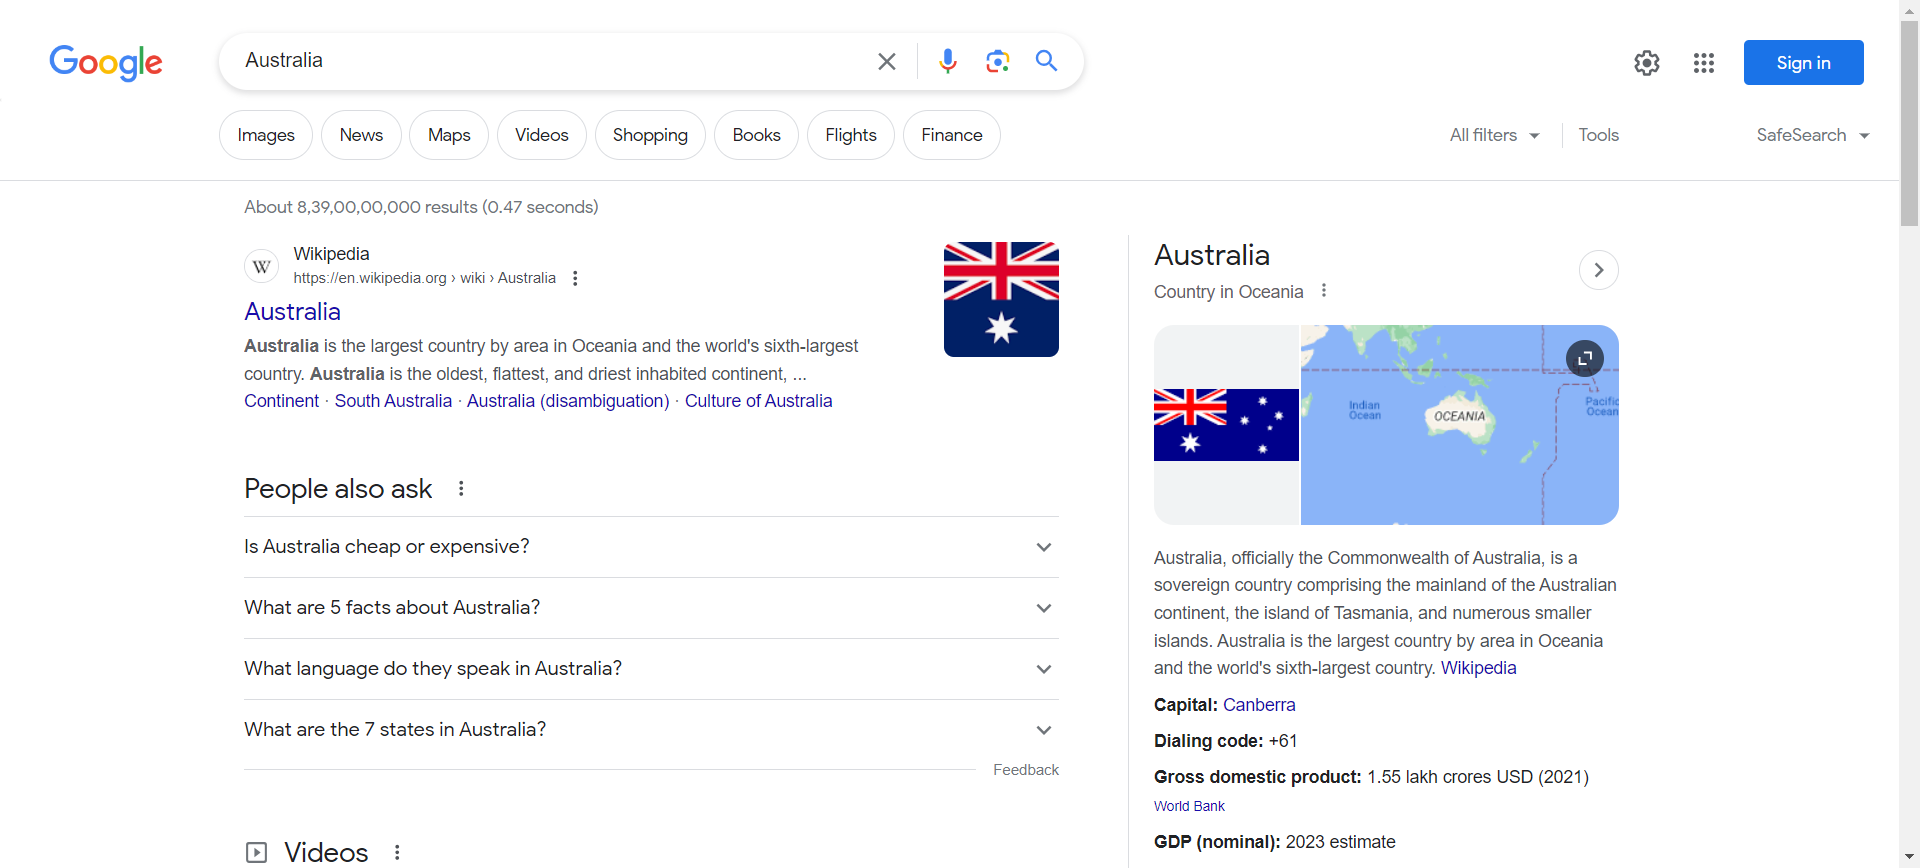 Google
Australia
Sign in
Images
News
Maps
Videos
Shopping
Books
Flights
Finance
All filters
Tools
SafeSearch
About 8,39,00,00,000 results (0.47 seconds)
W
Wikipedia
https://en.wikipedia.org › wiki › Australia
Australia
Australia is the largest country by area in Oceania and the world's sixth-largest
country. Australia is the oldest, flattest, and driest inhabited continent, ...
Continent · South Australia · Australia (disambiguation) · Culture of Australia
People also ask
Is Australia cheap or expensive?
What are 5 facts about Australia?
What language do they speak in Australia?
What are the 7 states in Australia?
Feedback
Videos
Australia
Country in Oceania
Indian
Ocean
OCEANIA
Pacific
Ocean
Australia, officially the Commonwealth of Australia, is a
sovereign country comprising the mainland of the Australian
continent, the island of Tasmania, and numerous smaller
islands. Australia is the largest country by area in Oceania
and the world's sixth-largest country. Wikipedia
Capital: Canberra
Dialing code: +61
Gross domestic product: 1.55 lakh crores USD (2021)
World Bank
GDP (nominal): 2023 estimate